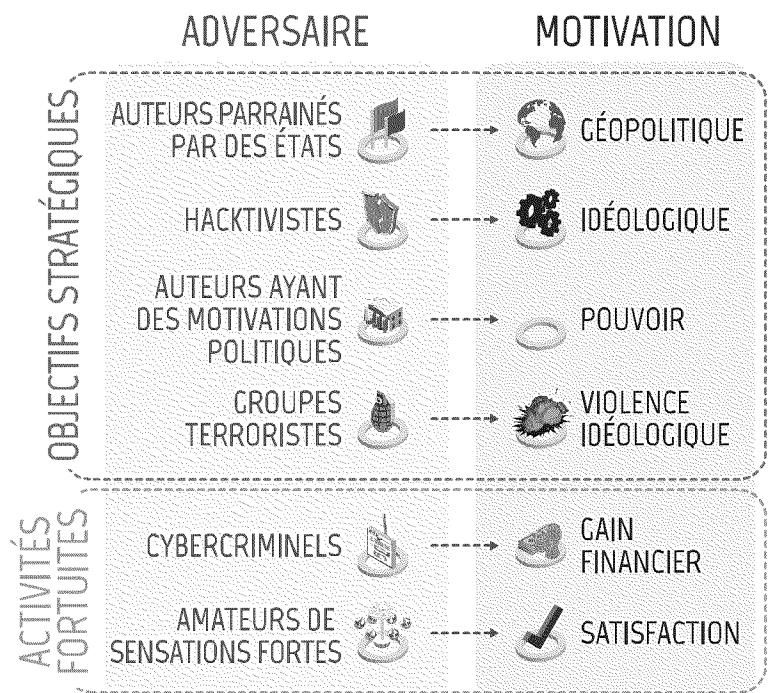 ADVERSAIRE
MOTIVATION
OBJECTIFS STRATÉGIQUES
AUTEURS PARRAINÉS
PAR DES ÉTATS
GÉOPOLITIQUE
HACKTIVISTES
IDÉOLOGIQUE
AUTEURS AYANT
DES MOTIVATIONS
POLITIQUES
POUVOIR
GROUPES
TERRORISTES
VIOLENCE
IDÉOLOGIQUE
ACTIVITÉS
FORTUITES
CYBERCRIMINELS
GAIN
FINANCIER
AMATEURS DE
SENSATIONS FORTES
SATISFACTION